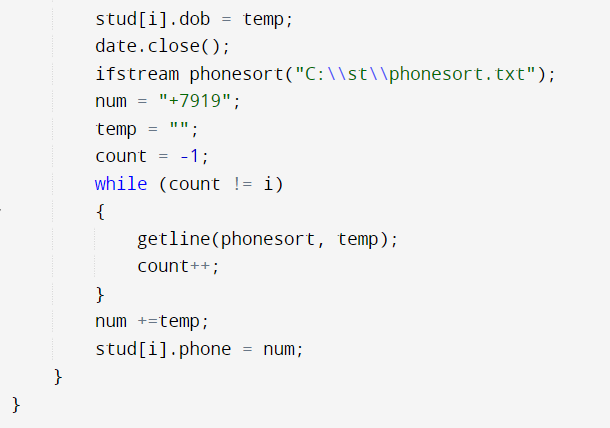 stud[i].dob = temp;
date.close();
ifstream phonesort("C:\\st\\phonesort.txt");
num = "+7919";
temp = "";
count = -1;
while (count != i)
{
getline(phonesort, temp);
count++;
}
num +=temp;
stud[i].phone = num;
}
}